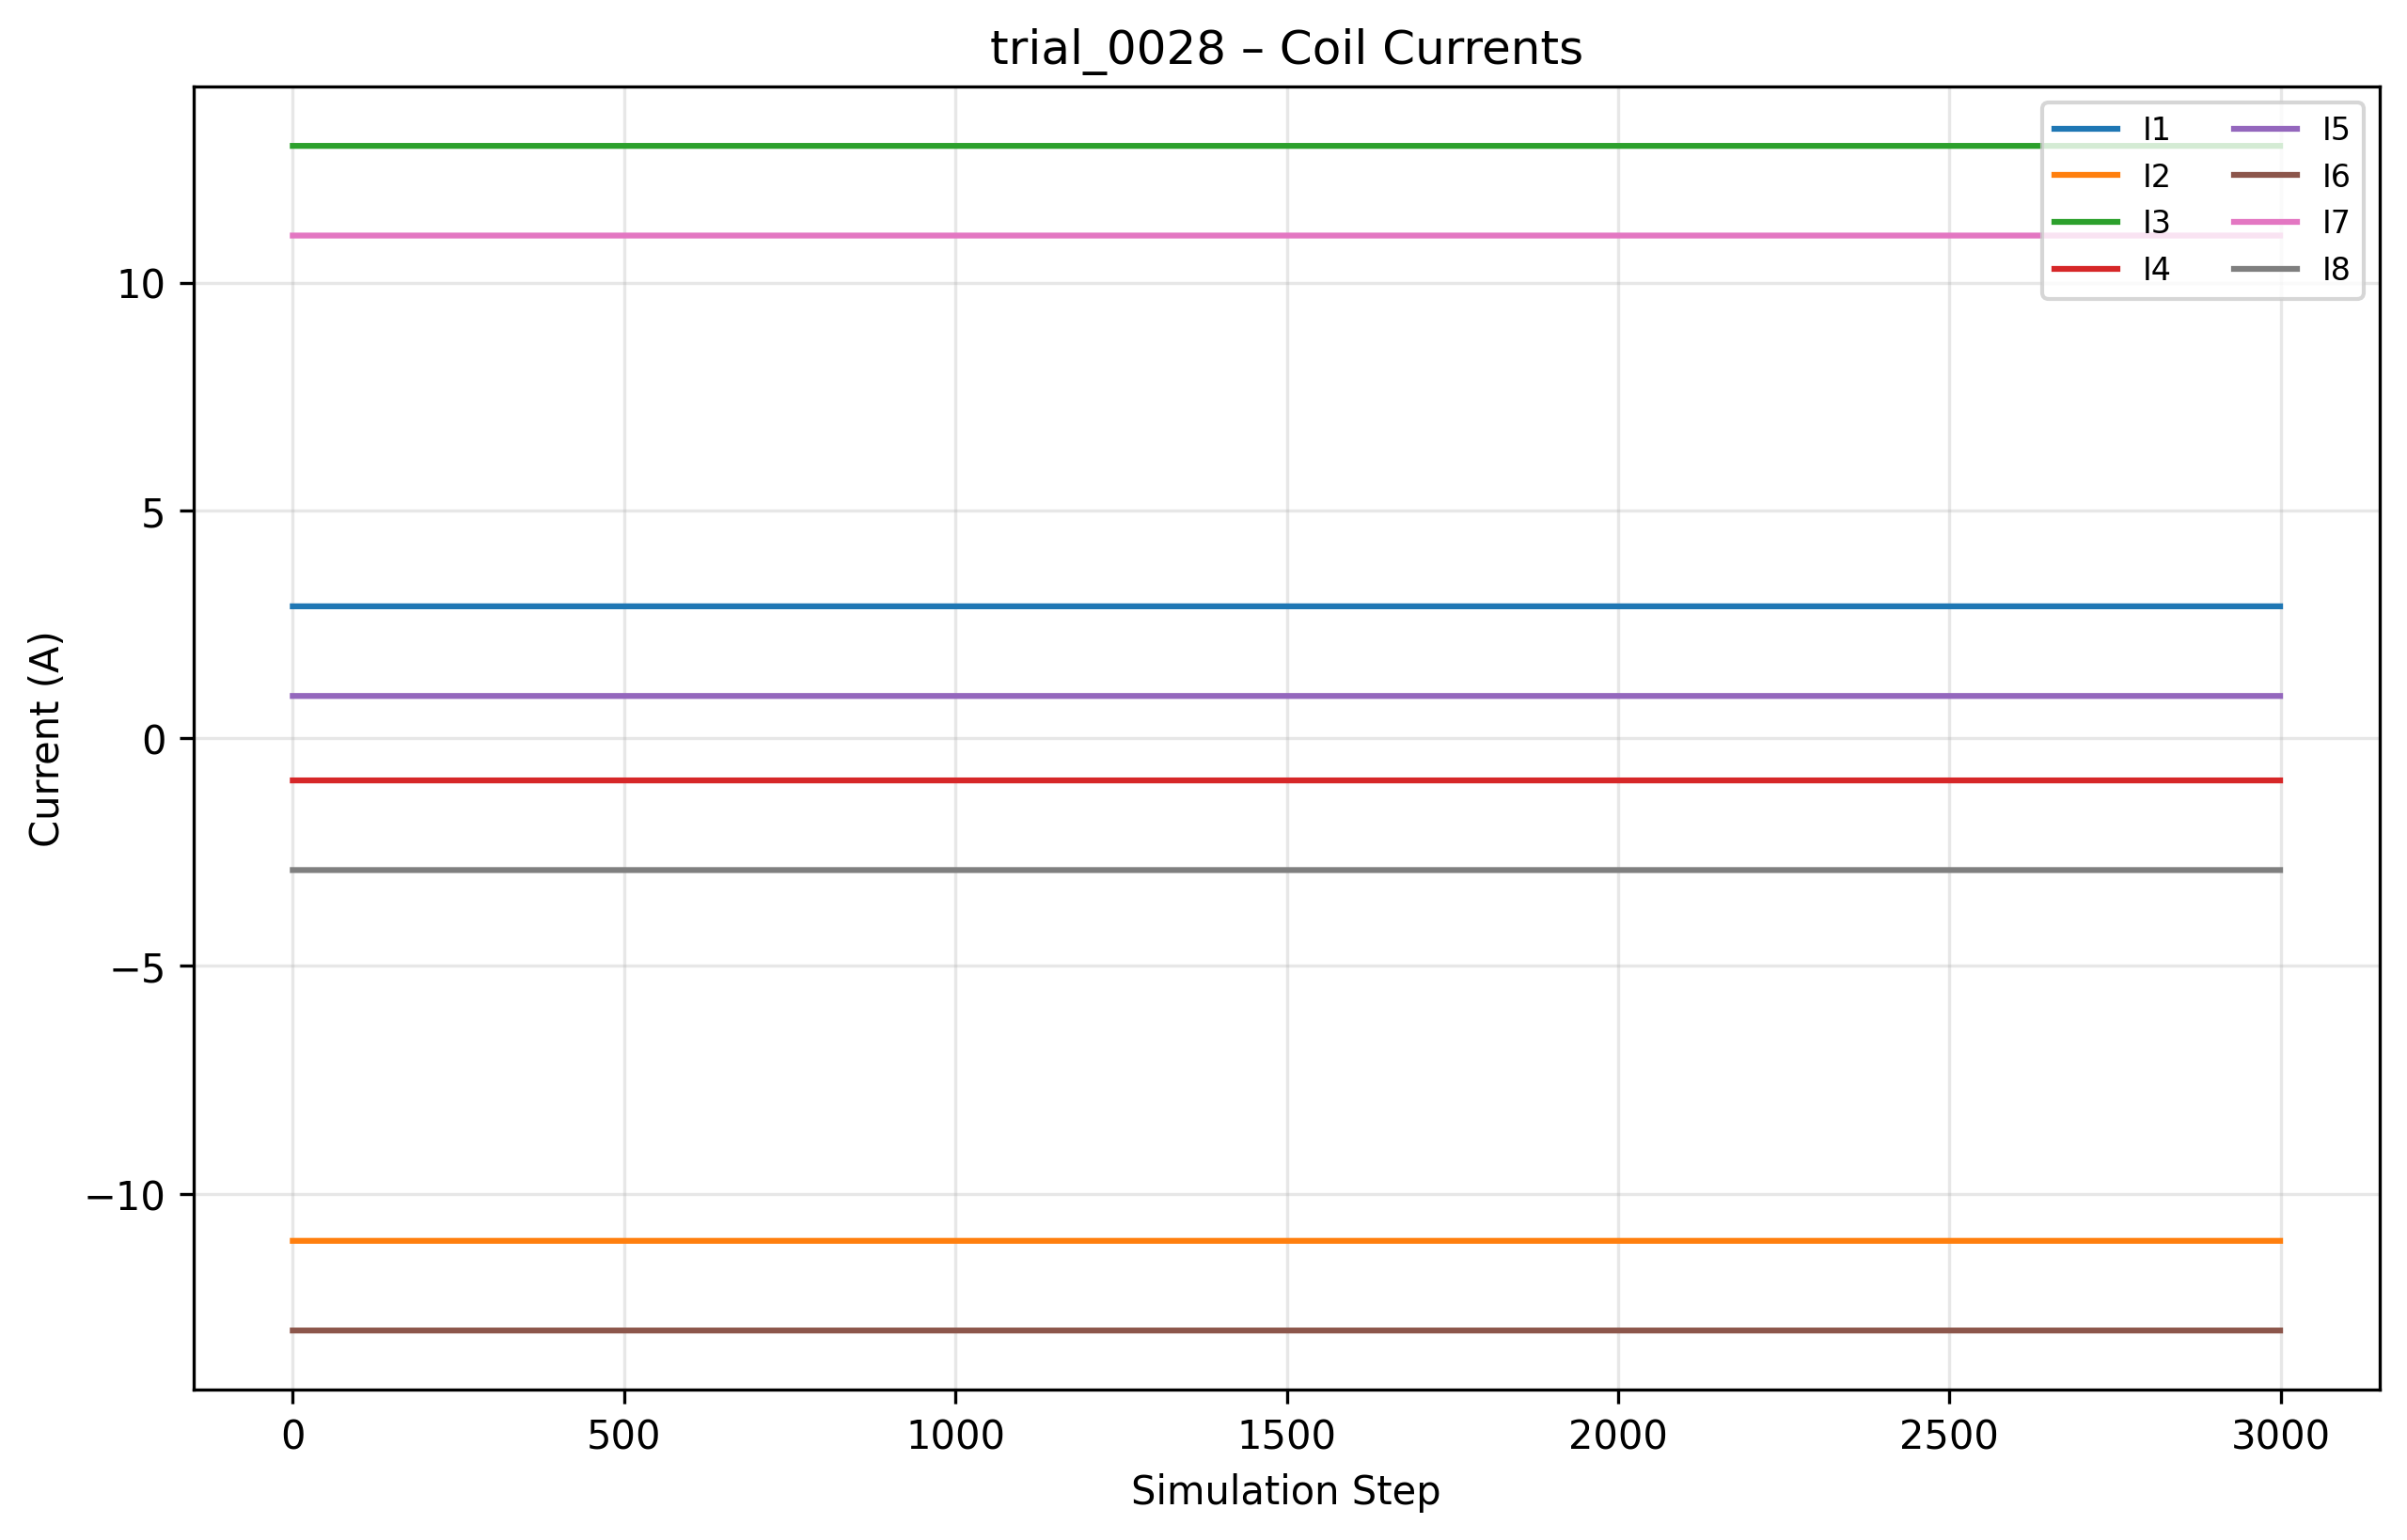 trial_0028 – Coil Currents
I1 I5
I2 I6
I3 I7
I4 I8
10
5
0
−5
−10
Current (A)
0 500 1000 1500 2000 2500 3000
Simulation Step